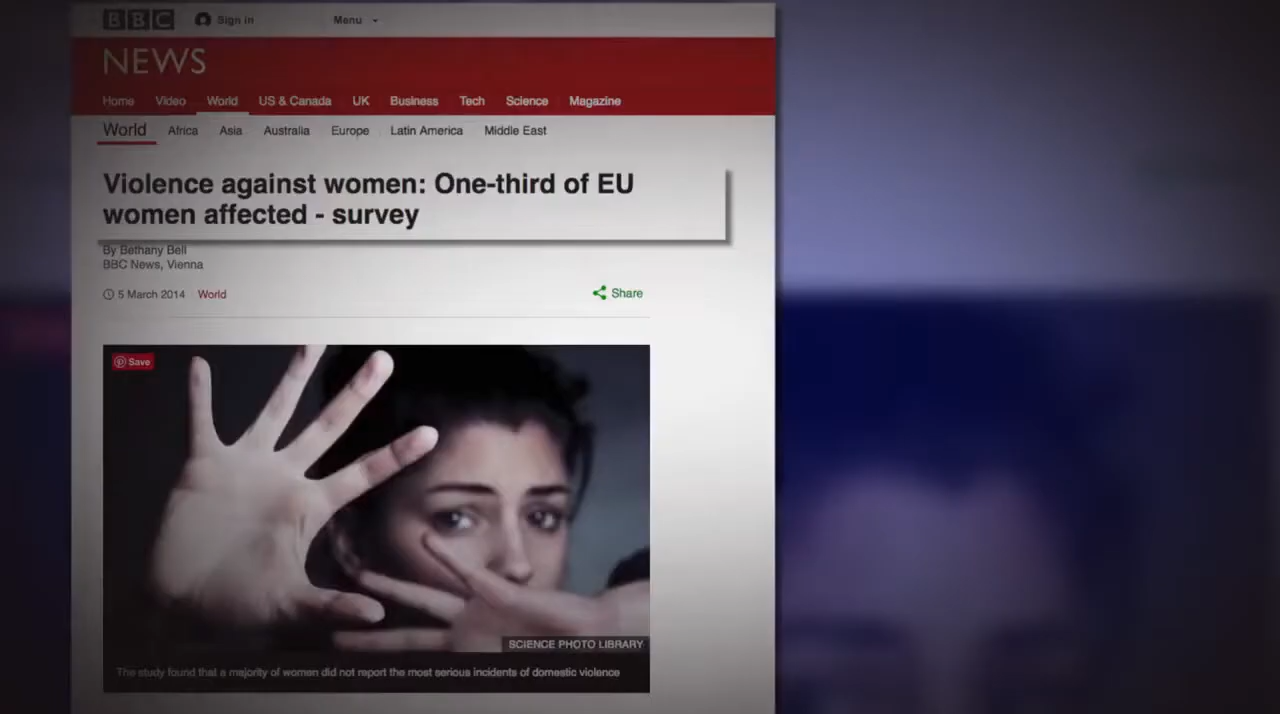 BBC Sign in Menu
NEWS
Home Video World US & Canada UK Business Tech Science Magazine
World Africa Asia Australia Europe Latin America Middle East
Violence against women: One-third of EU
women affected - survey
By Bethany Bell
BBC News, Vienna
5 March 2014 World
Share
Save
SCIENCE PHOTO LIBRARY
The study found that a majority of women did not report the most serious incidents of domestic violence